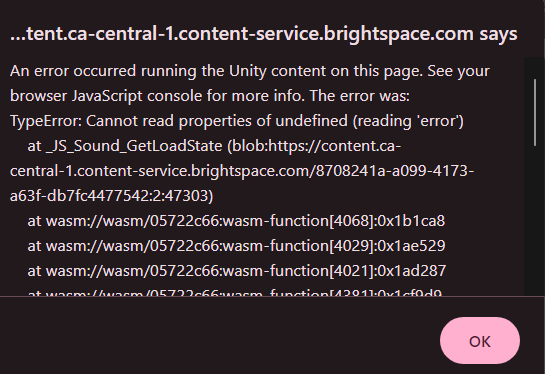 ...tent.ca-central-1.content-service.brightspace.com says
An error occurred running the Unity content on this page. See your
browser JavaScript console for more info. The error was:
TypeError: Cannot read properties of undefined (reading 'error')
at _JS_Sound_GetLoadState (blob:https://content.ca-
central-1.content-service.brightspace.com/8708241a-a099-4173-
a63f-db7fc4477542:2:47303)
at wasm://wasm/05722c66:wasm-function[4068]:0x1b1ca8
at wasm://wasm/05722c66:wasm-function[4029]:0x1ae529
at wasm://wasm/05722c66:wasm-function[4021]:0x1ad287
at wasm://wasm/05722c66:wasm-function[4381]:0x1cf9d9
OK